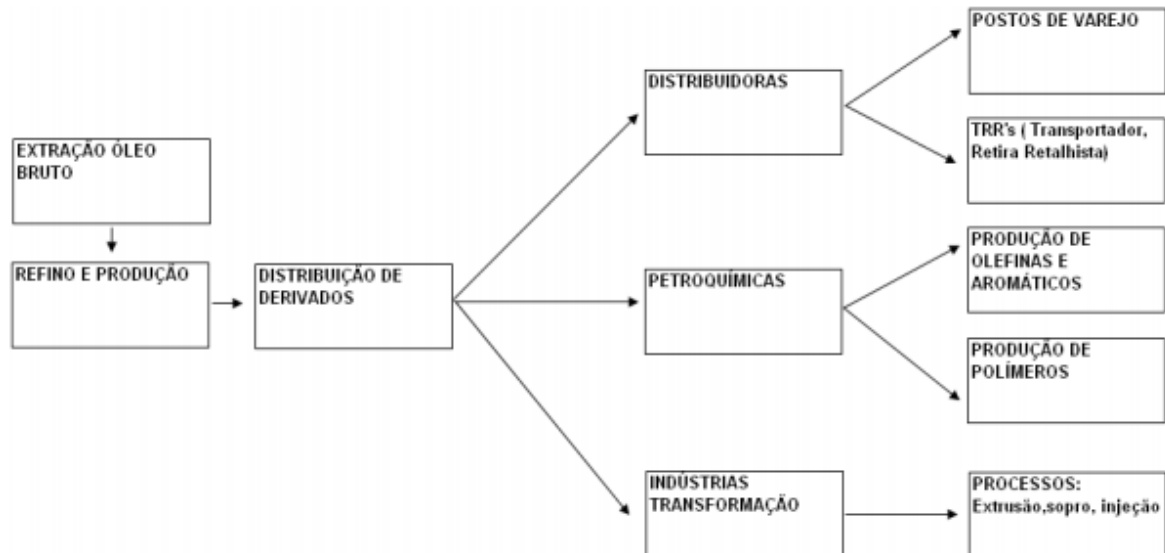 EXTRAÇÃO ÓLEO
BRUTO
REFINO E PRODUÇÃO
DISTRIBUIÇÃO DE
DERIVADOS
DISTRIBUIDORAS
POSTOS DE VAREJO
TRR's ( Transportador,
Retira Retalhista)
PETROQUÍMICAS
PRODUÇÃO DE
OLEFINAS E
AROMÁTICOS
PRODUÇÃO DE
POLÍMEROS
INDÚSTRIAS
TRANSFORMAÇÃO
PROCESSOS:
Extrusão,sopro, injeção